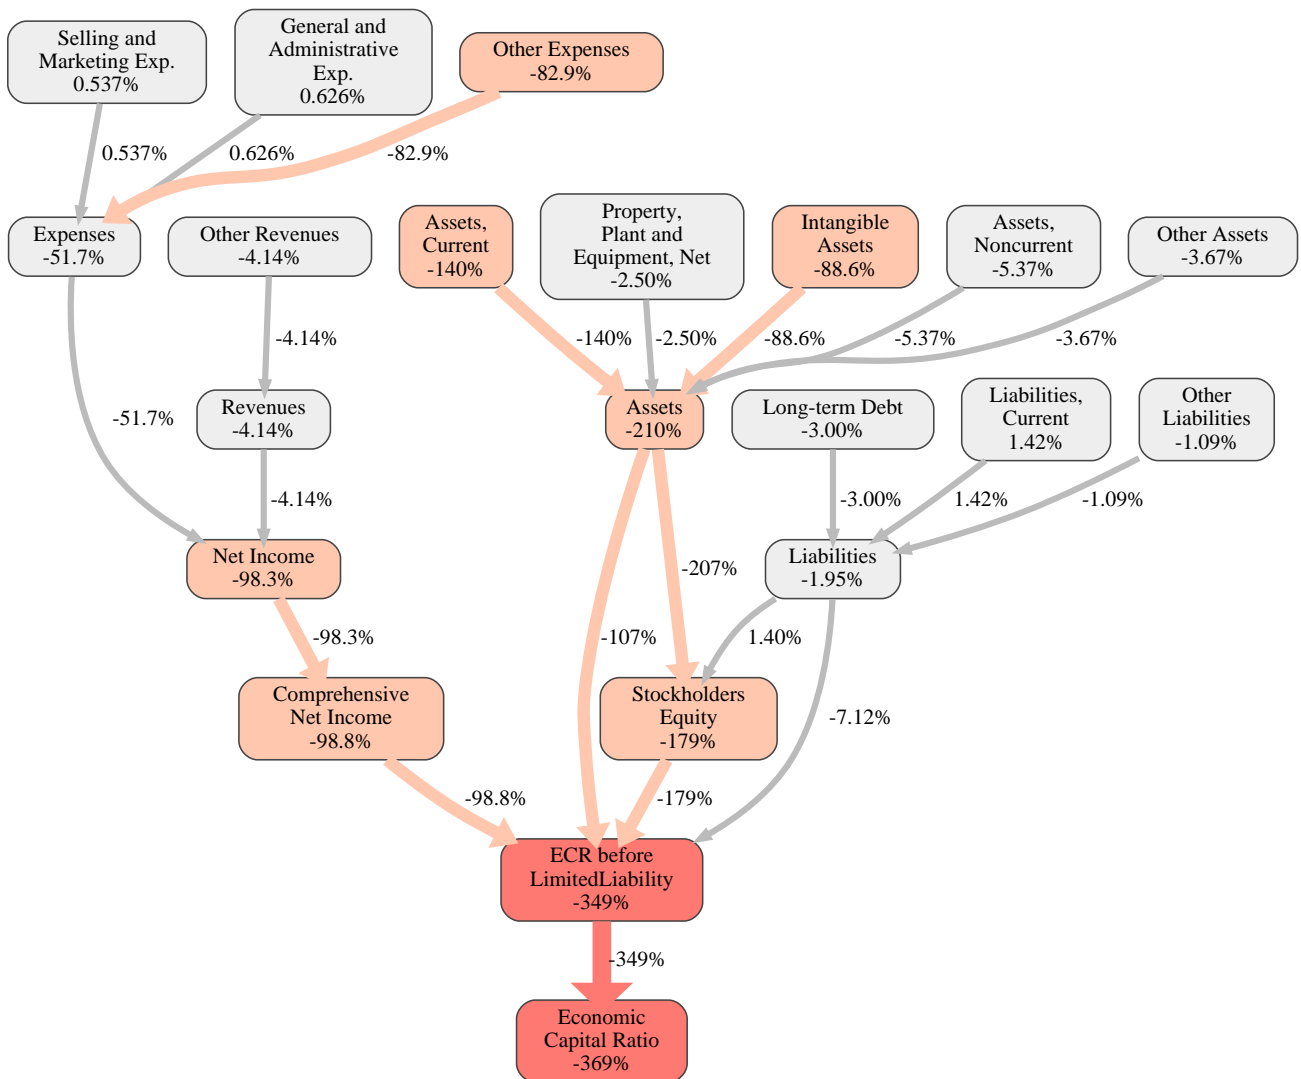 Selling and
Marketing Exp.
0.537%
General and
Administrative
Exp.
0.626%
Other Expenses
-82.9%
0.537%
0.626%
-82.9%
Expenses
-51.7%
Other Revenues
-4.14%
Assets,
Current
-140%
Property,
Plant and
Equipment, Net
-2.50%
Intangible
Assets
-88.6%
Assets,
Noncurrent
-5.37%
Other Assets
-3.67%
-4.14%
-140%
-2.50%
-88.6%
-5.37%
-3.67%
-51.7%
Revenues
-4.14%
Assets
-210%
Long-term Debt
-3.00%
Liabilities,
Current
1.42%
Other
Liabilities
-1.09%
-4.14%
-3.00%
1.42%
-1.09%
Net Income
-98.3%
-207%
Liabilities
-1.95%
-98.3%
-107%
1.40%
Comprehensive
Net Income
-98.8%
Stockholders
Equity
-179%
-7.12%
-98.8%
-179%
ECR before
LimitedLiability
-349%
-349%
Economic
Capital Ratio
-369%